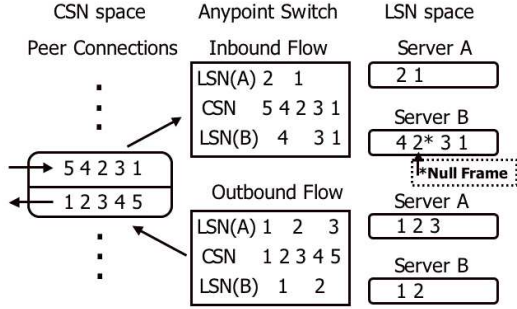 CSN space
Peer Connections
5 4 2 3 1
1 2 3 4 5
Anypoint Switch
Inbound Flow
LSN(A) 2 1
CSN 5 4 2 3 1
LSN(B) 4 3 1
Outbound Flow
LSN(A) 1 2 3
CSN 1 2 3 4 5
LSN(B) 1 2
LSN space
Server A
2 1
Server B
4 2* 3 1
*Null Frame
Server A
1 2 3
Server B
1 2